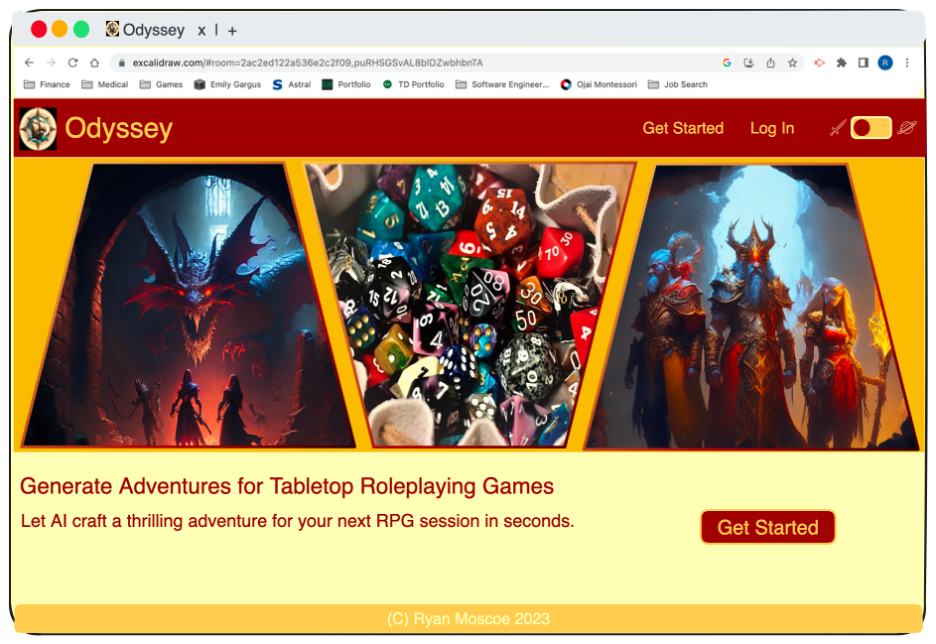 Odyssey x | +
excalidraw.com/#room=2ac2ed122a536e2c2f09,puRHSGSvAL8blDZwbhbnTA
G R
Finance Medical Games Emily Gargus S Astral Portfolio TD Portfolio Software Engineer... Ojai Montessori Job Search
Odyssey Get Started Log In
Generate Adventures for Tabletop Roleplaying Games
Let AI craft a thrilling adventure for your next RPG session in seconds.
Get Started
(C) Ryan Moscoe 2023